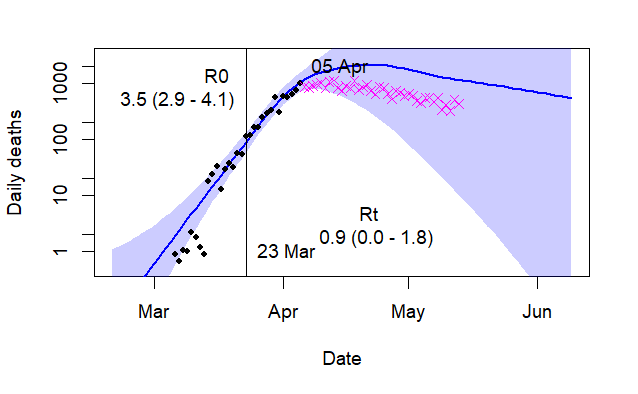 05 Apr
R0
3.5 (2.9 - 4.1)
Rt
0.9 (0.0 - 1.8)
23 Mar
Daily deaths
1000
100
10
1
Mar
Apr
May
Jun
Date